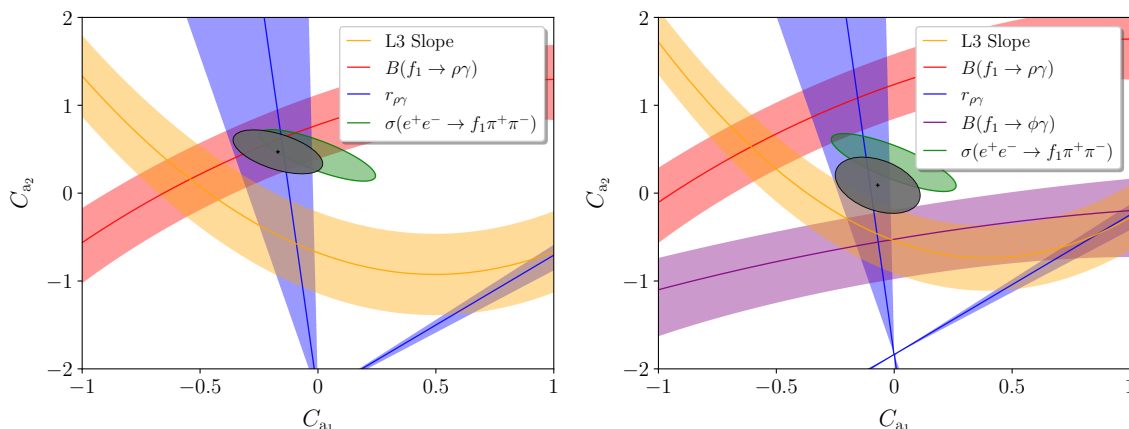 2
1
0
−1
−2
−1
−0.5
0
0.5
1
C_{a_2}
C_{a_1}
L3 Slope
B(f_1 → ργ)
r_{ργ}
σ(e^+e^- → f_1π^+π^-)
2
1
0
−1
−2
−1
−0.5
0
0.5
1
C_{a_2}
C_{a_1}
L3 Slope
B(f_1 → ργ)
r_{ργ}
B(f_1 → φγ)
σ(e^+e^- → f_1π^+π^-)